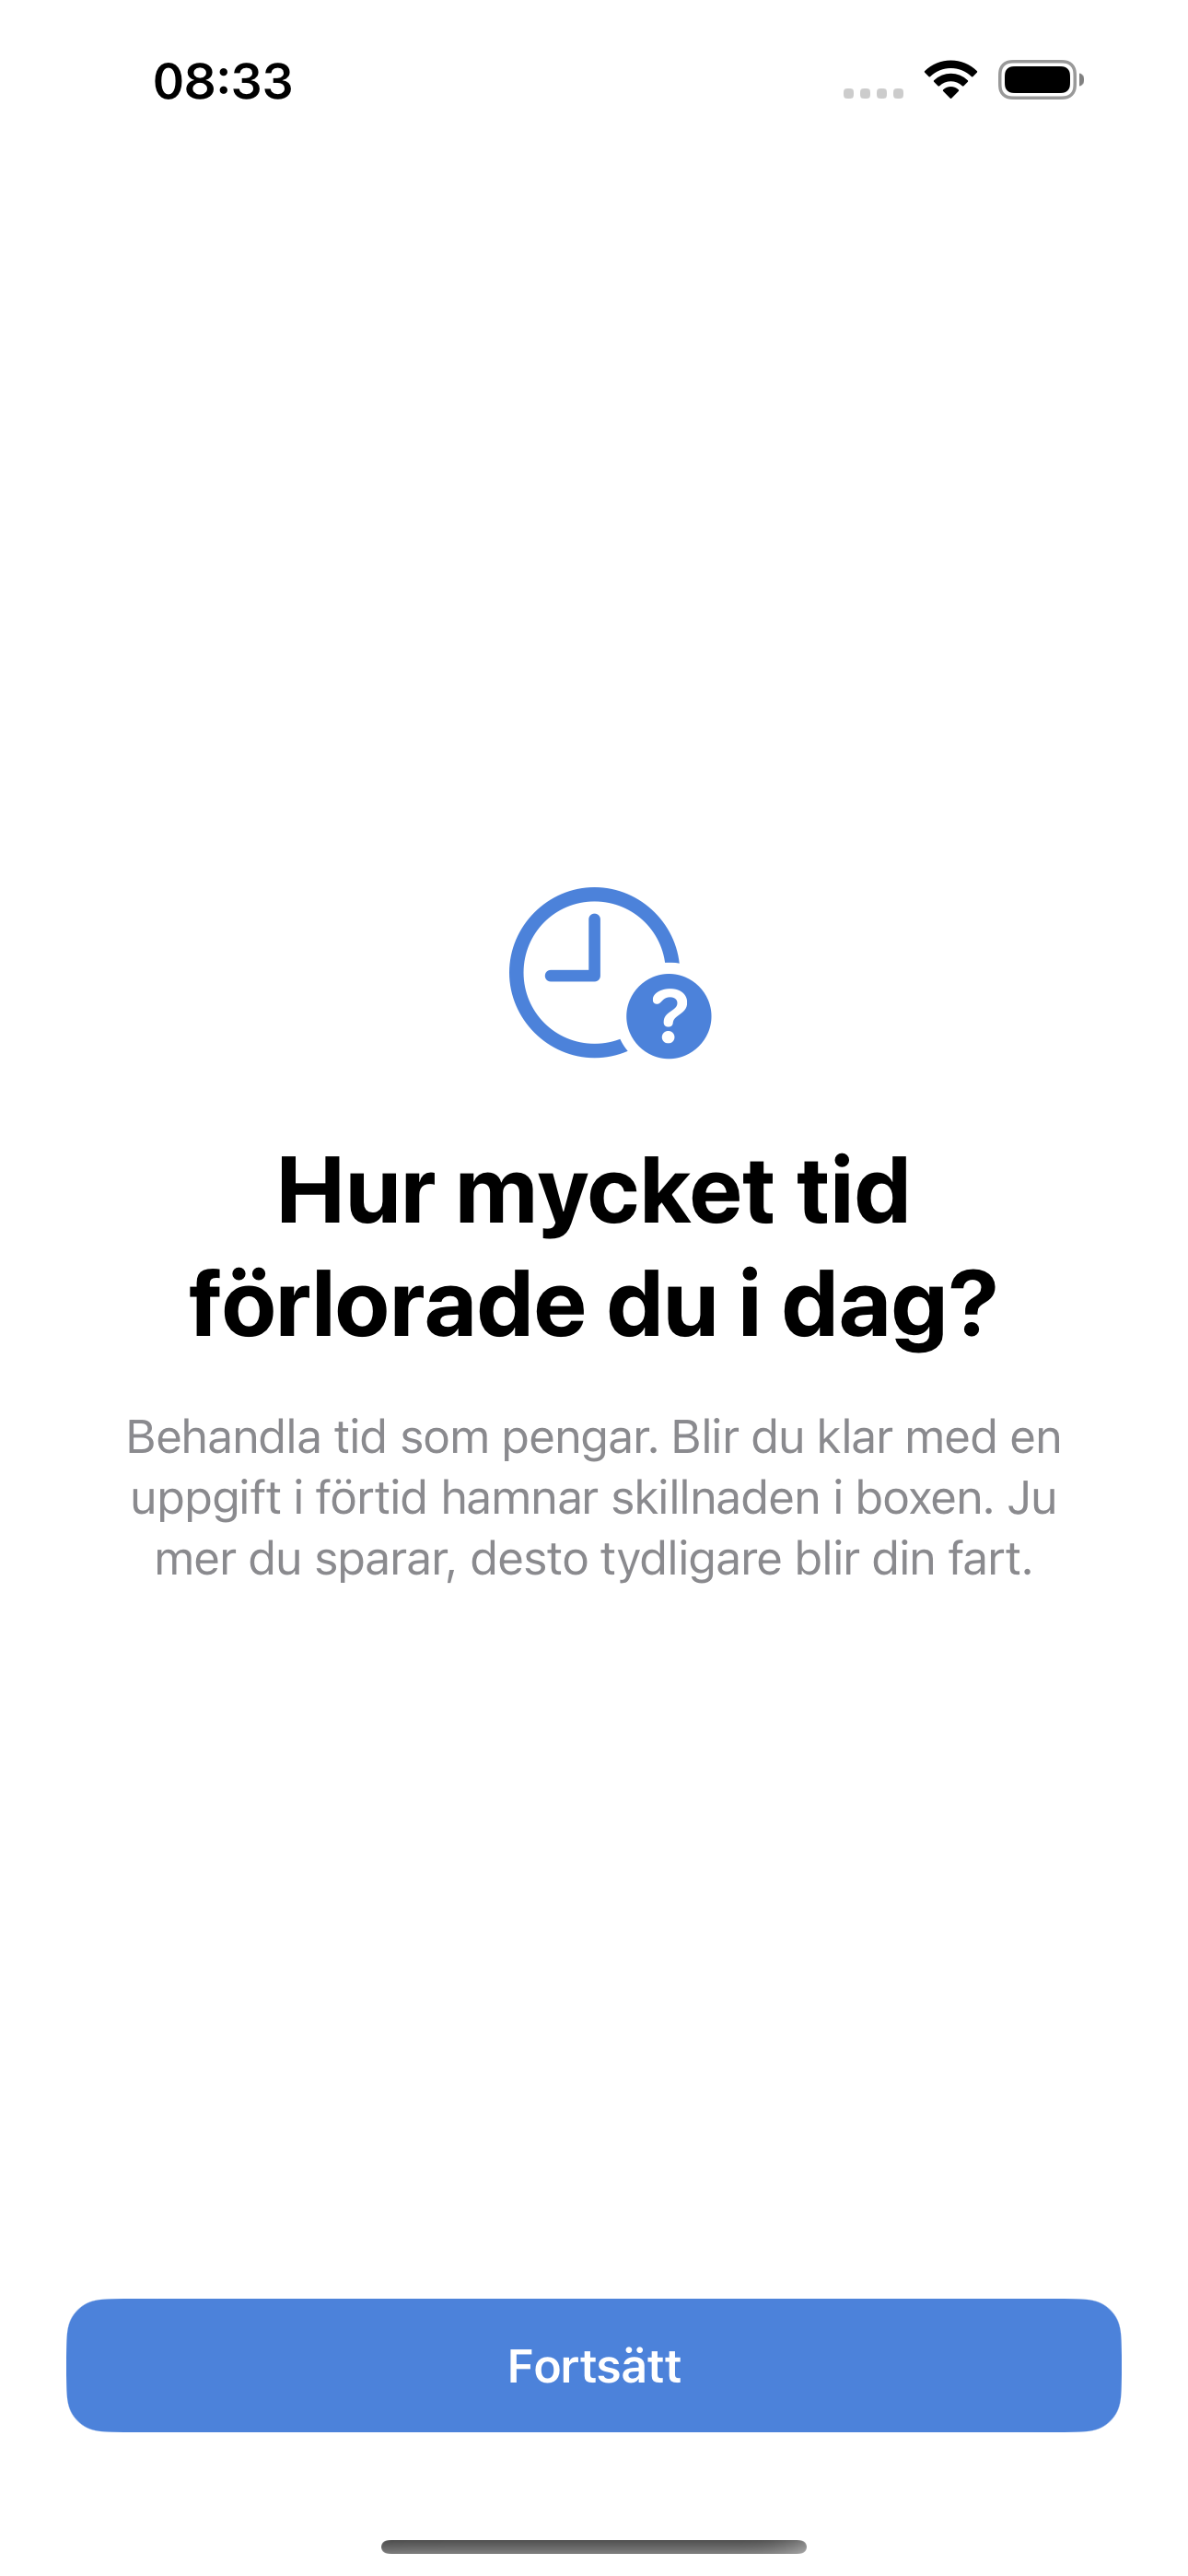 08:33
?
Hur mycket tid
förlorade du i dag?
Behandla tid som pengar. Blir du klar med en
uppgift i förtid hamnar skillnaden i boxen. Ju
mer du sparar, desto tydligare blir din fart.
Fortsätt